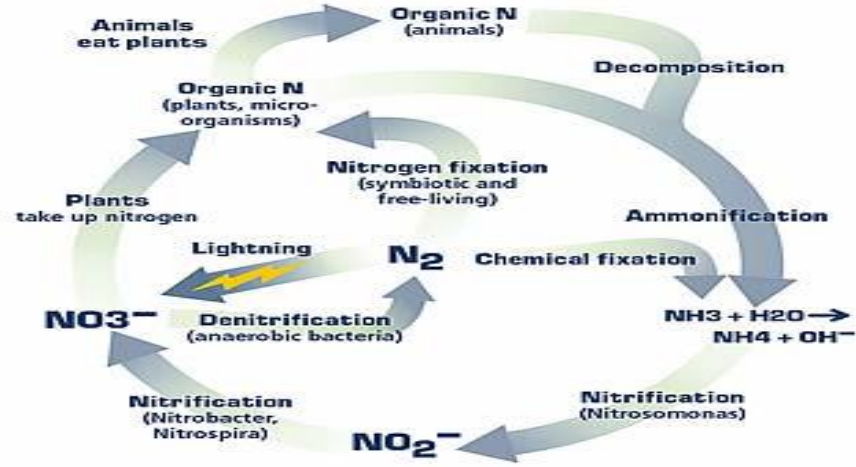 Animals
eat plants
Organic N
(animals)
Decomposition
Organic N
(plants, micro-
organisms)
Nitrogen fixation
(symbiotic and
free-living)
Plants
take up nitrogen
Ammonification
Lightning
N₂
Chemical fixation
NO3⁻
Denitrification
(anaerobic bacteria)
NH3 + H2O →
NH4 + OH⁻
Nitrification
(Nitrobacter,
Nitrospira)
Nitrification
(Nitrosomonas)
NO₂⁻